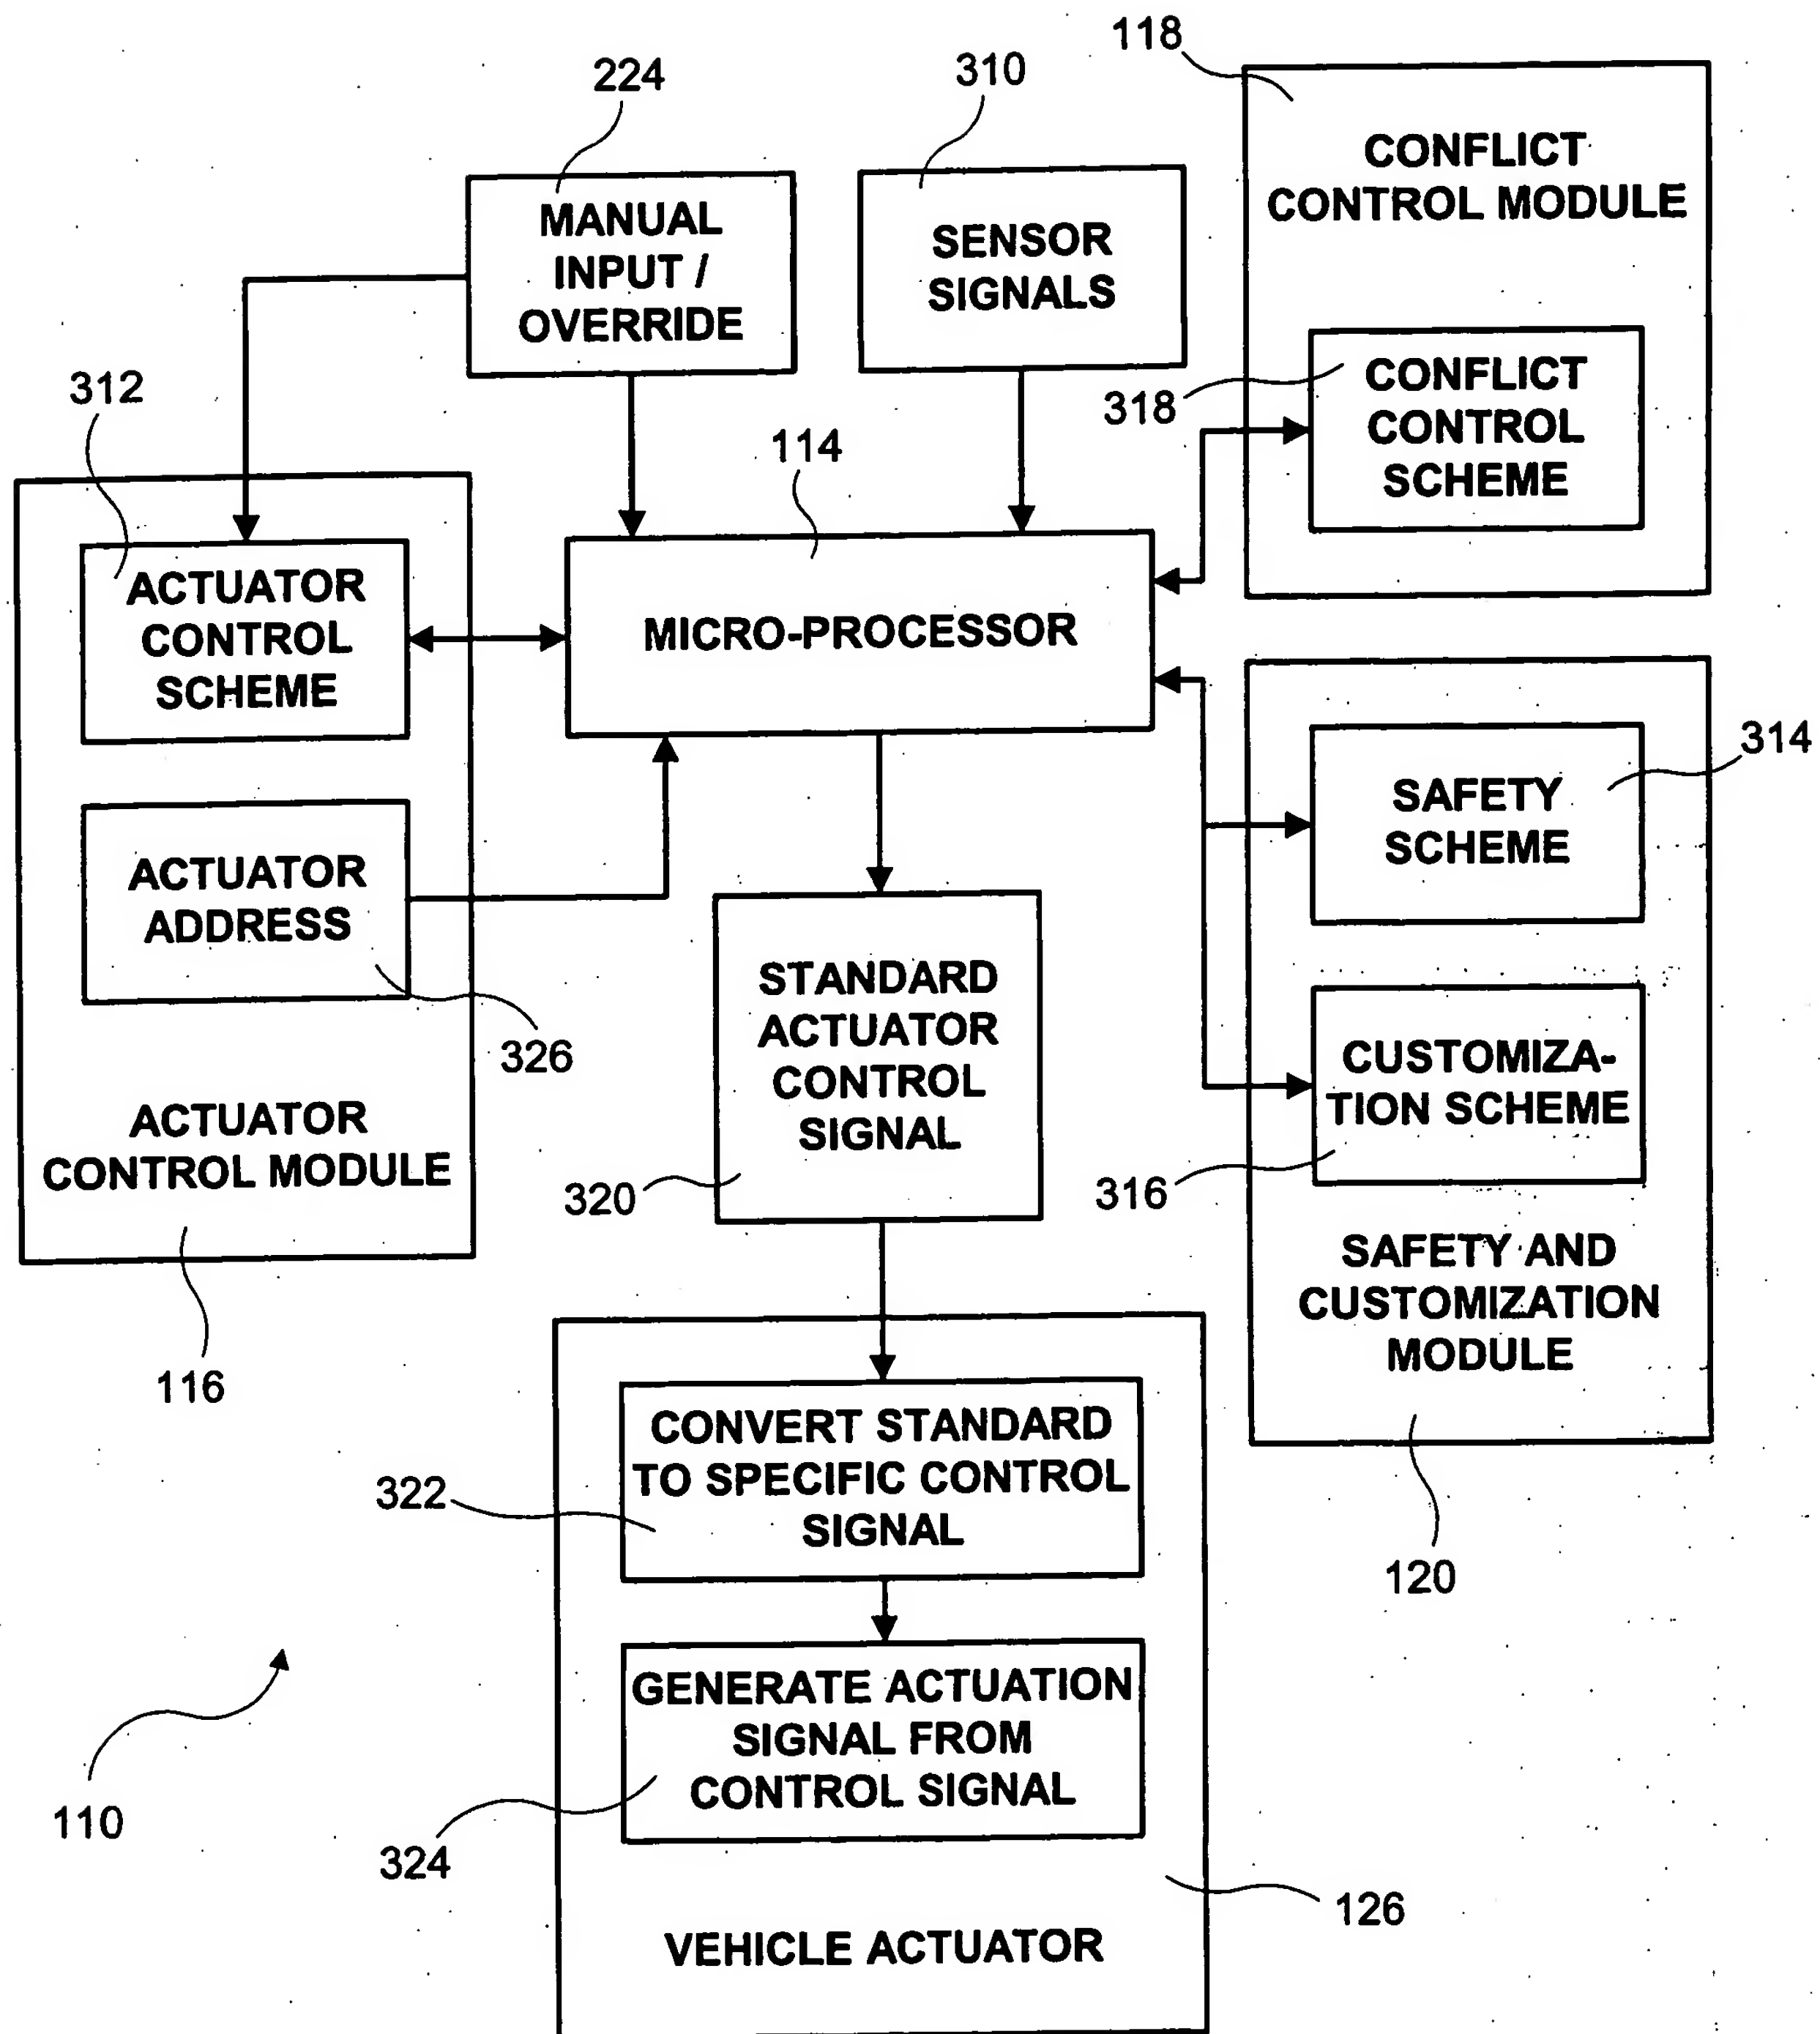 118
224
310
CONFLICT
CONTROL MODULE
MANUAL
INPUT /
OVERRIDE
SENSOR
SIGNALS
312
318
CONFLICT
CONTROL
SCHEME
114
ACTUATOR
CONTROL
SCHEME
MICRO-PROCESSOR
314
SAFETY
SCHEME
ACTUATOR
ADDRESS
STANDARD
ACTUATOR
CONTROL
SIGNAL
326
CUSTOMIZA-
TION SCHEME
ACTUATOR
CONTROL MODULE
320
316
SAFETY AND
CUSTOMIZATION
MODULE
116
CONVERT STANDARD
TO SPECIFIC CONTROL
SIGNAL
322
120
GENERATE ACTUATION
SIGNAL FROM
CONTROL SIGNAL
110
324
126
VEHICLE ACTUATOR